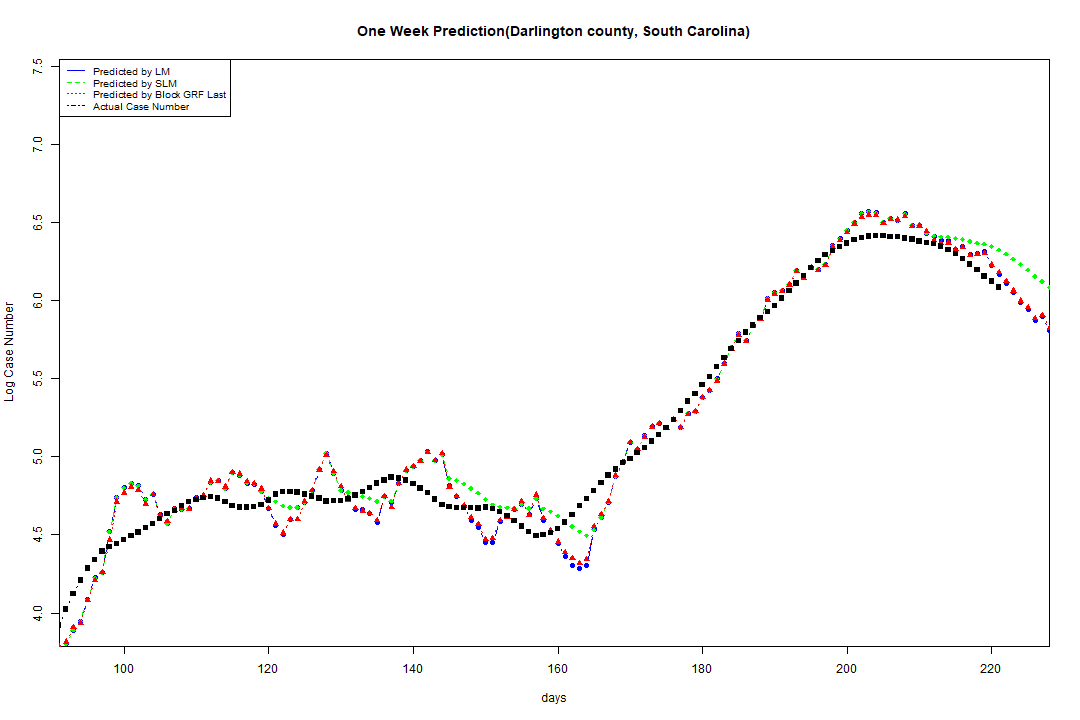 One Week Prediction(Darlington county, South Carolina)
Predicted by LM
Predicted by SLM
Predicted by Block GRF Last
Actual Case Number
7.5
7.0
6.5
6.0
5.5
5.0
4.5
4.0
Log Case Number
100 120 140 160 180 200 220
days